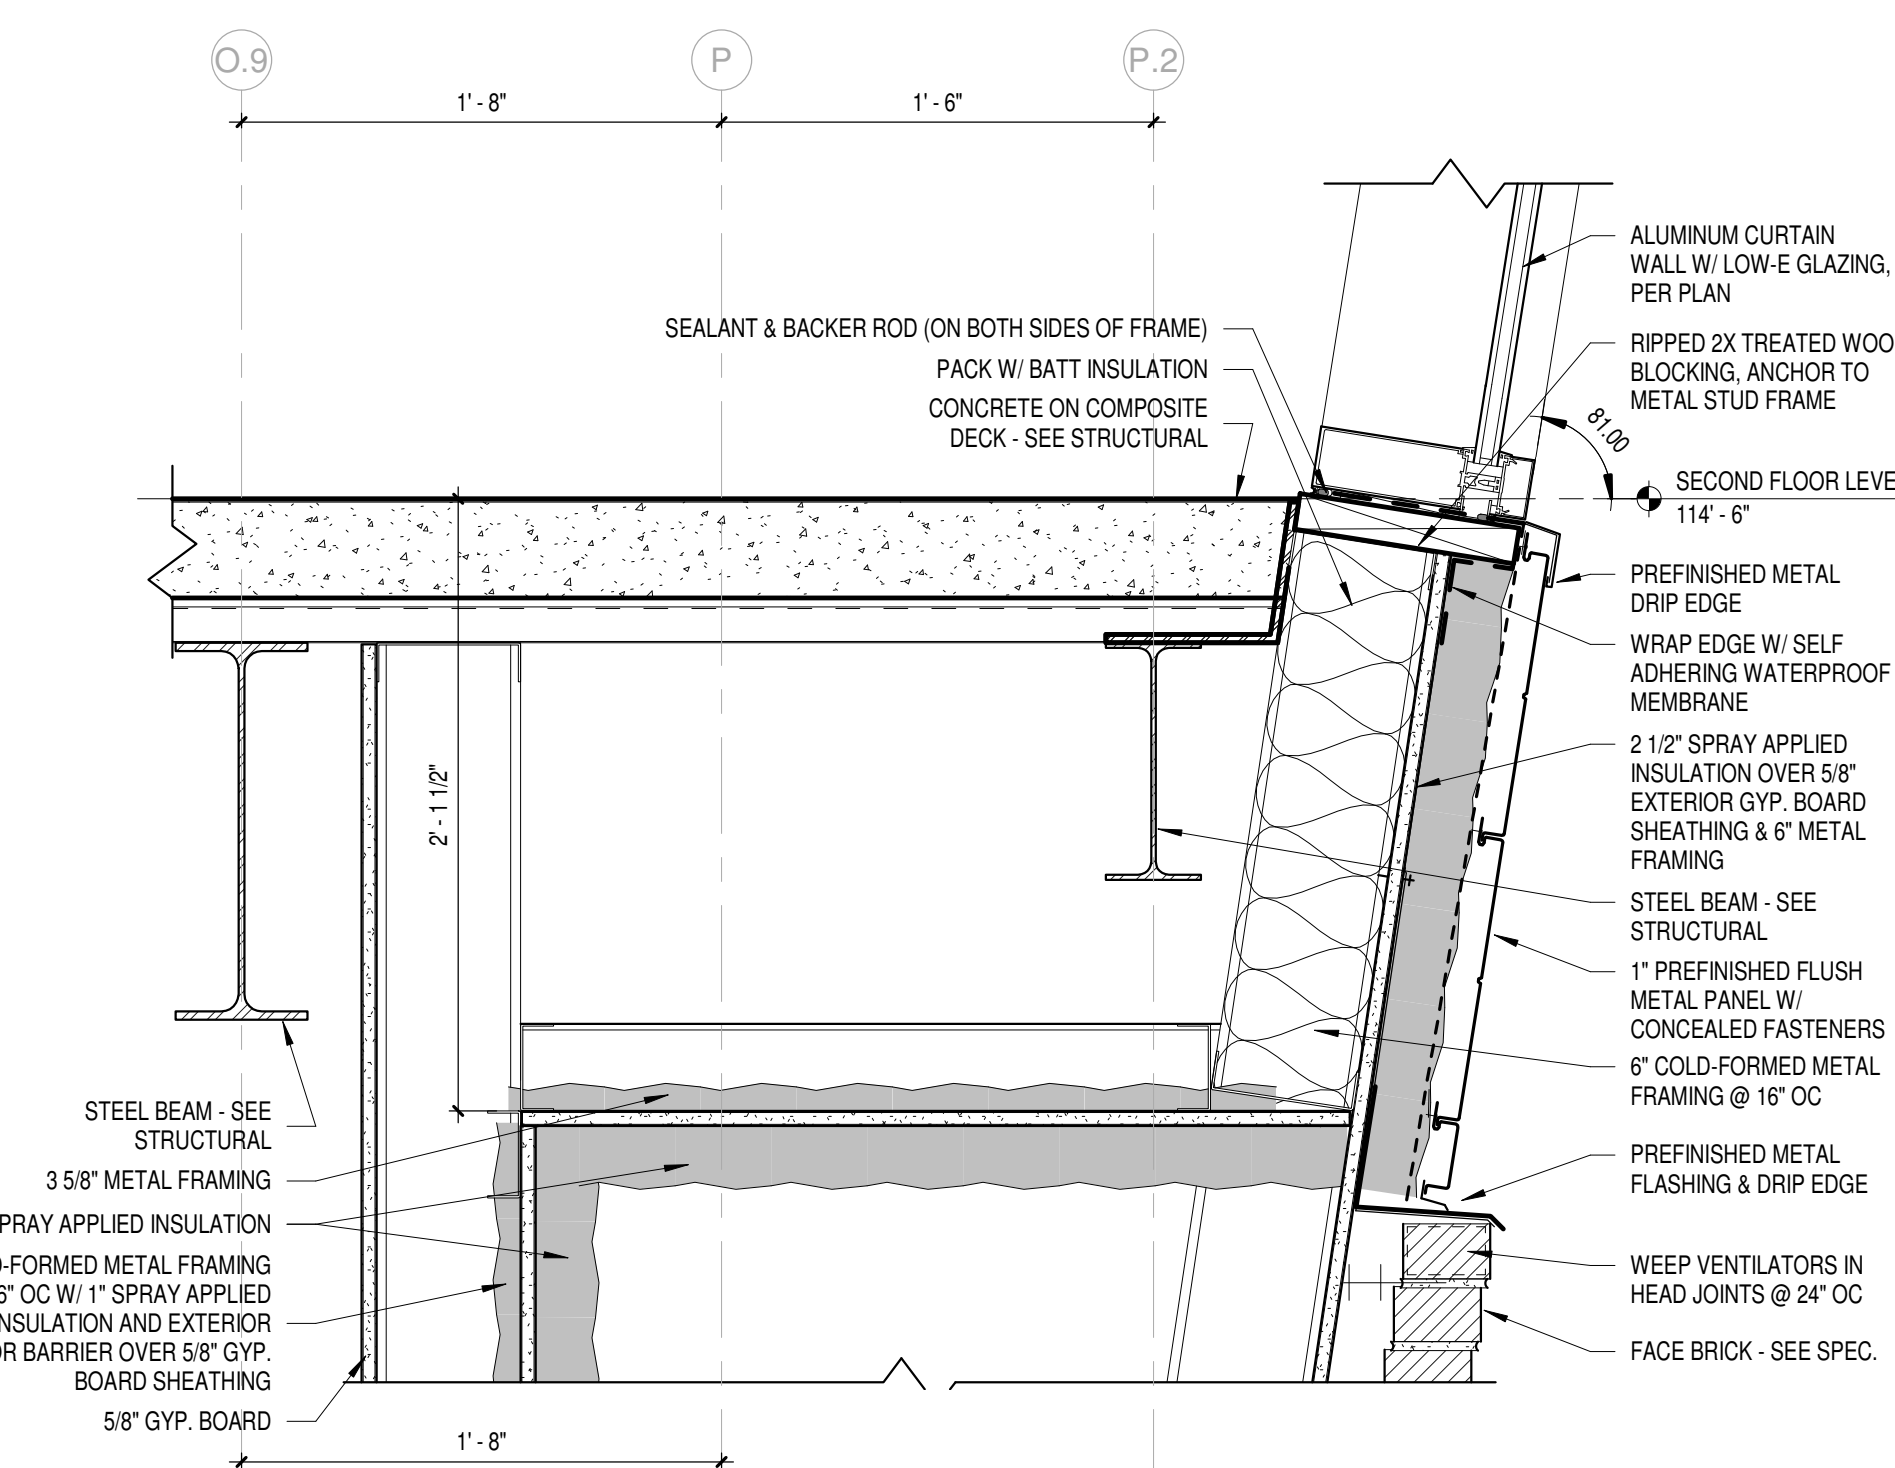 O.9
P
P.2
1' - 8"
1' - 6"
SEALANT & BACKER ROD (ON BOTH SIDES OF FRAME)
PACK W/ BATT INSULATION
CONCRETE ON COMPOSITE
DECK - SEE STRUCTURAL
ALUMINUM CURTAIN
WALL W/ LOW-E GLAZING,
PER PLAN
RIPPED 2X TREATED WOO
BLOCKING, ANCHOR TO
METAL STUD FRAME
81.00
SECOND FLOOR LEVE
114' - 6"
PREFINISHED METAL
DRIP EDGE
WRAP EDGE W/ SELF
ADHERING WATERPROOF
MEMBRANE
2 1/2" SPRAY APPLIED
INSULATION OVER 5/8"
EXTERIOR GYP. BOARD
SHEATHING & 6" METAL
FRAMING
STEEL BEAM - SEE
STRUCTURAL
1" PREFINISHED FLUSH
METAL PANEL W/
CONCEALED FASTENERS
6" COLD-FORMED METAL
FRAMING @ 16" OC
PREFINISHED METAL
FLASHING & DRIP EDGE
WEEP VENTILATORS IN
HEAD JOINTS @ 24" OC
FACE BRICK - SEE SPEC.
2' - 1 1/2"
STEEL BEAM - SEE
STRUCTURAL
3 5/8" METAL FRAMING
PRAY APPLIED INSULATION
D-FORMED METAL FRAMING
6" OC W/ 1" SPRAY APPLIED
NSULATION AND EXTERIOR
OR BARRIER OVER 5/8" GYP.
BOARD SHEATHING
5/8" GYP. BOARD
1' - 8"